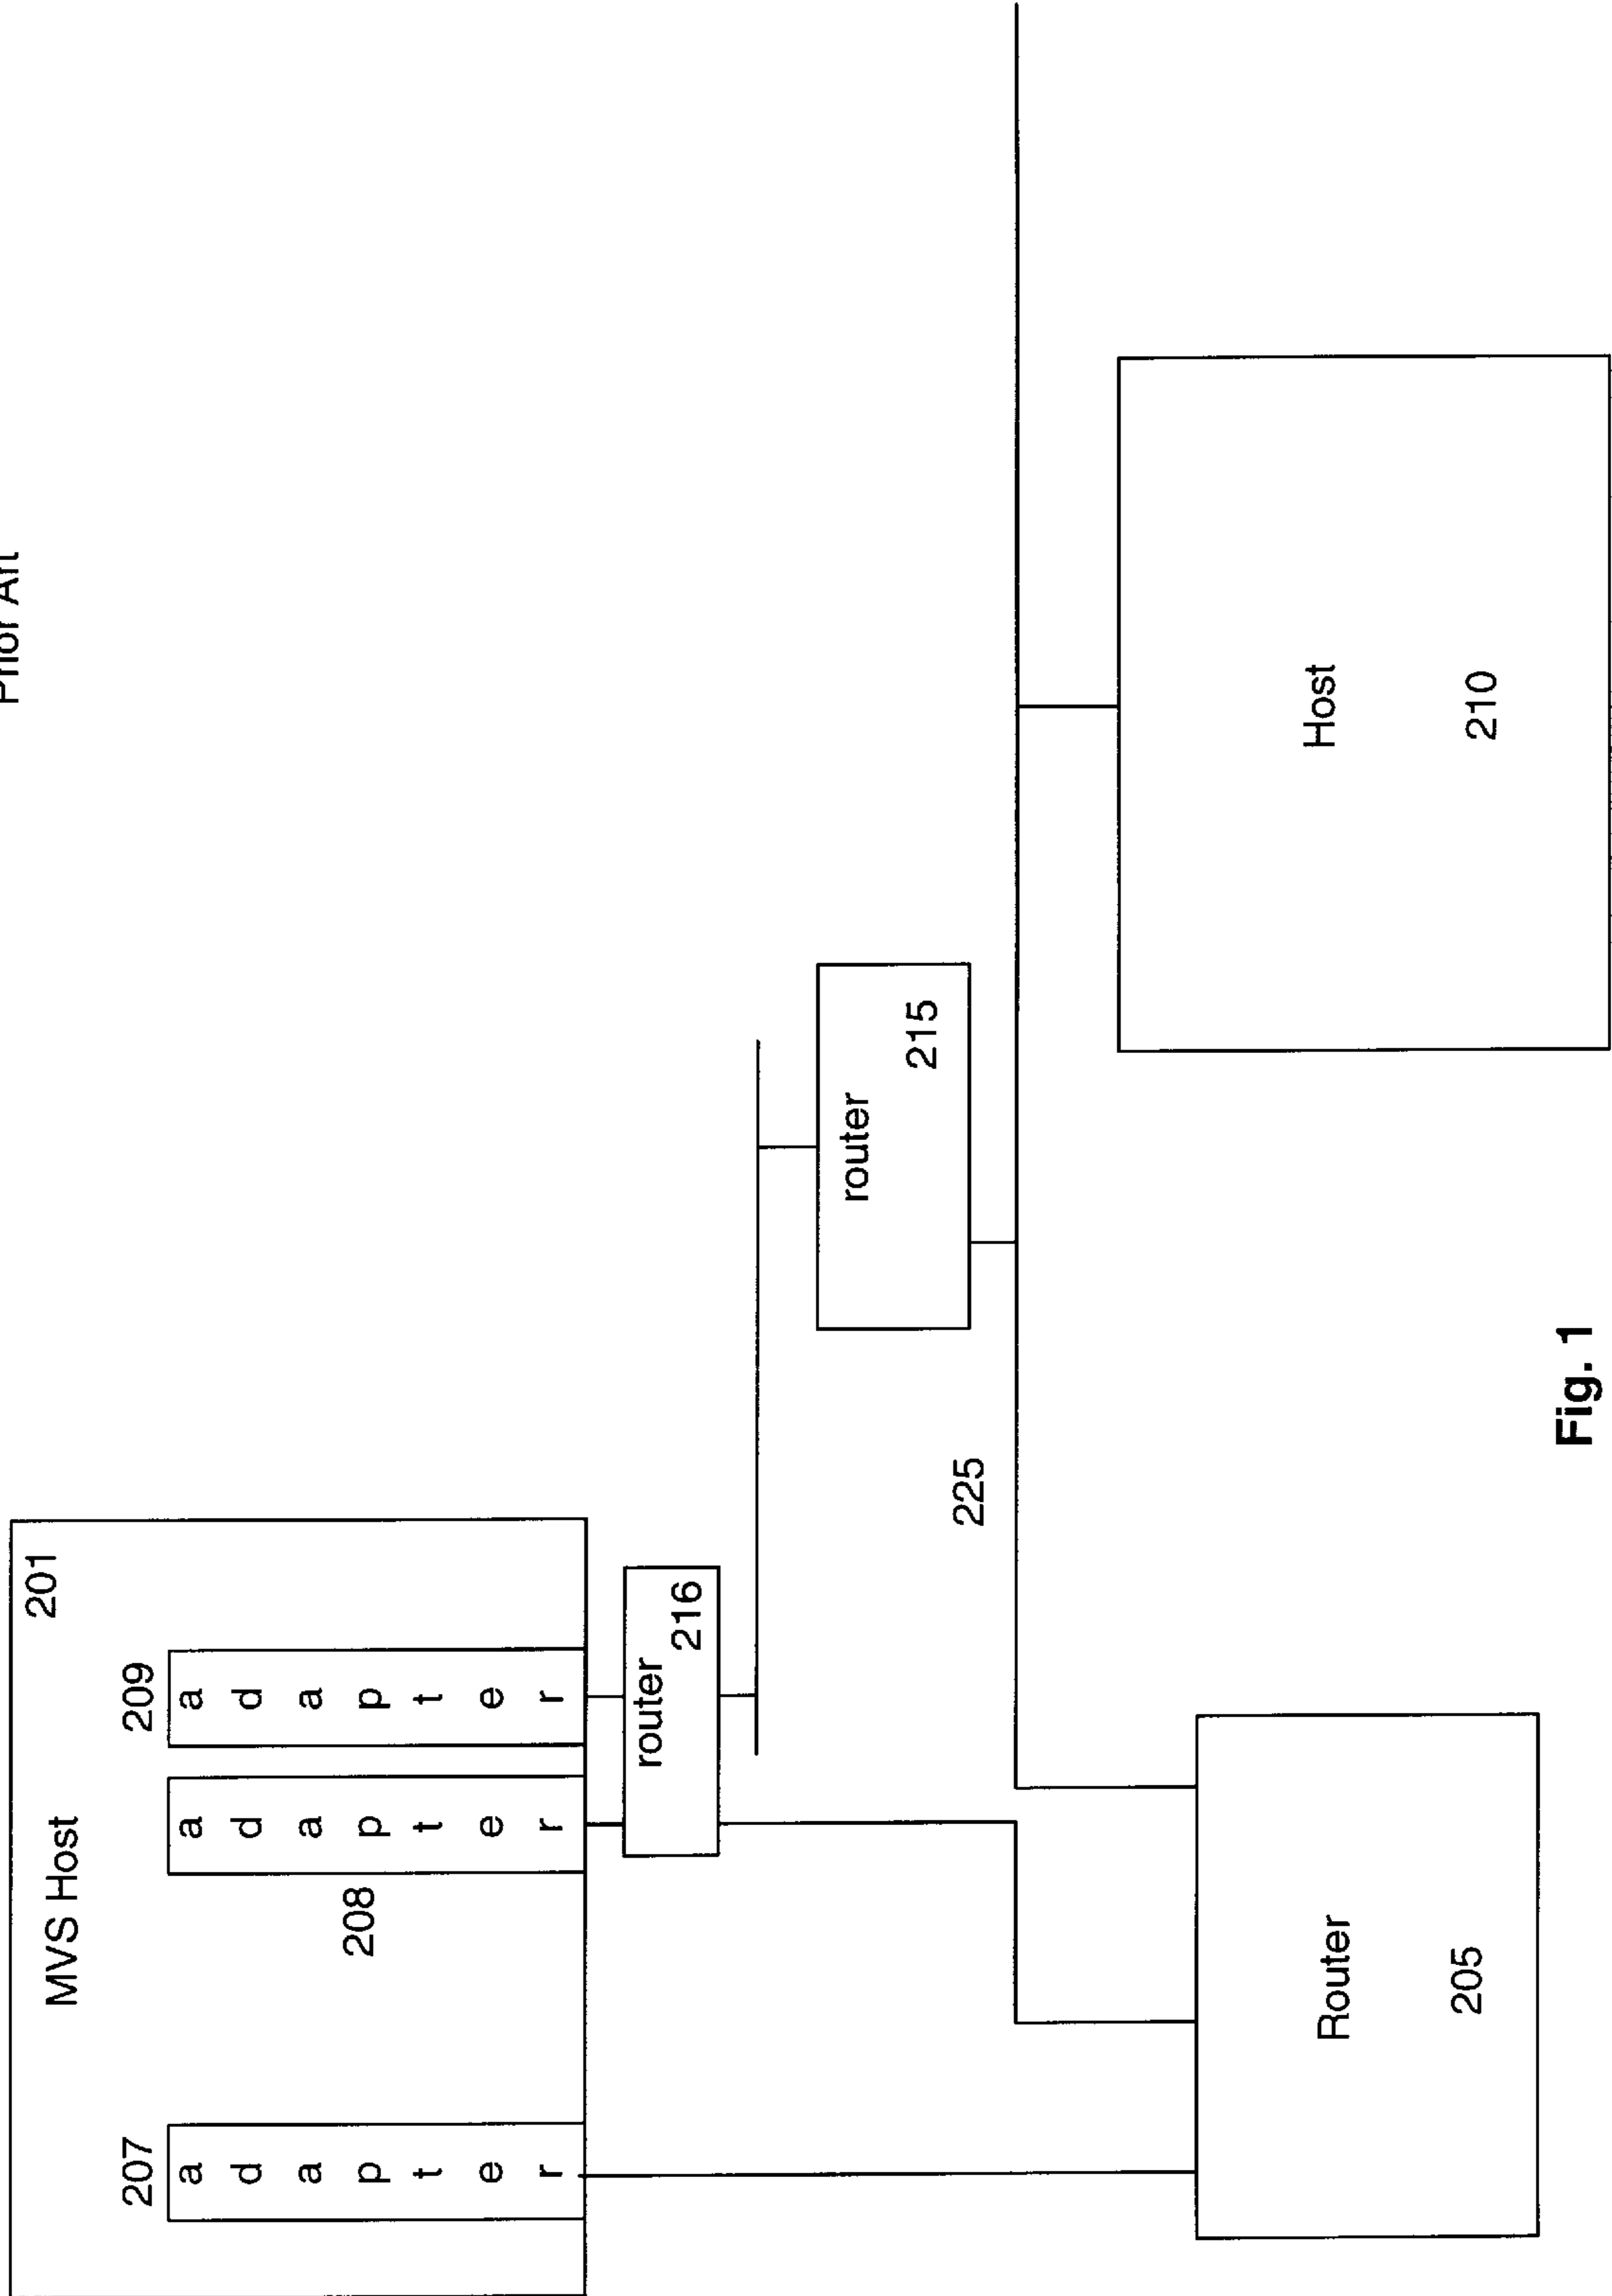 Prior Art
MVS Host
201
207
208
209
adapter
adapter
adapter
router
216
router
215
225
Router
205
Host
210
Fig. 1